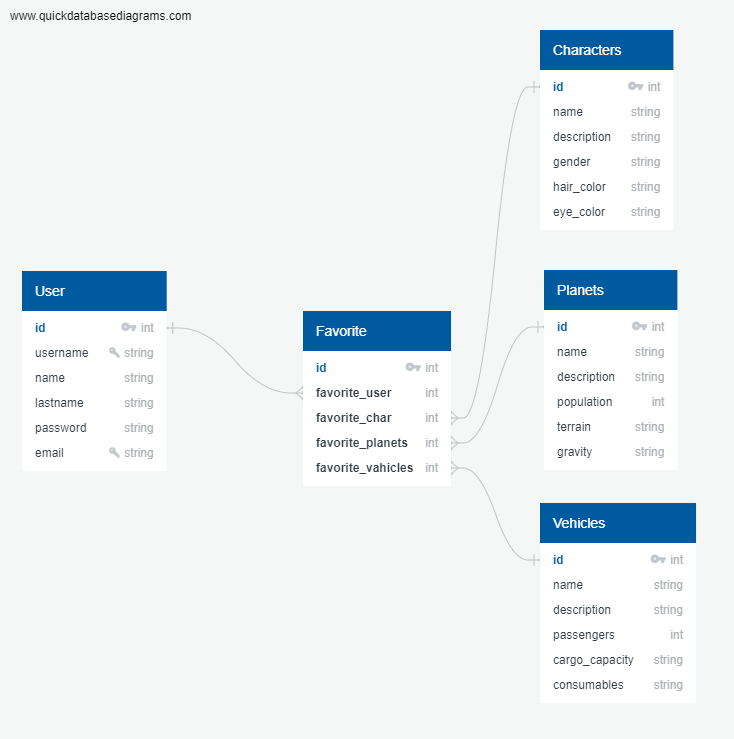 www.quickdatabasediagrams.com
Characters
id int
name string
description string
gender string
hair_color string
eye_color string
User
id int
username string
name string
lastname string
password string
email string
Favorite
id int
favorite_user int
favorite_char int
favorite_planets int
favorite_vahicles int
Planets
id int
name string
description string
population int
terrain string
gravity string
Vehicles
id int
name string
description string
passengers int
cargo_capacity string
consumables string